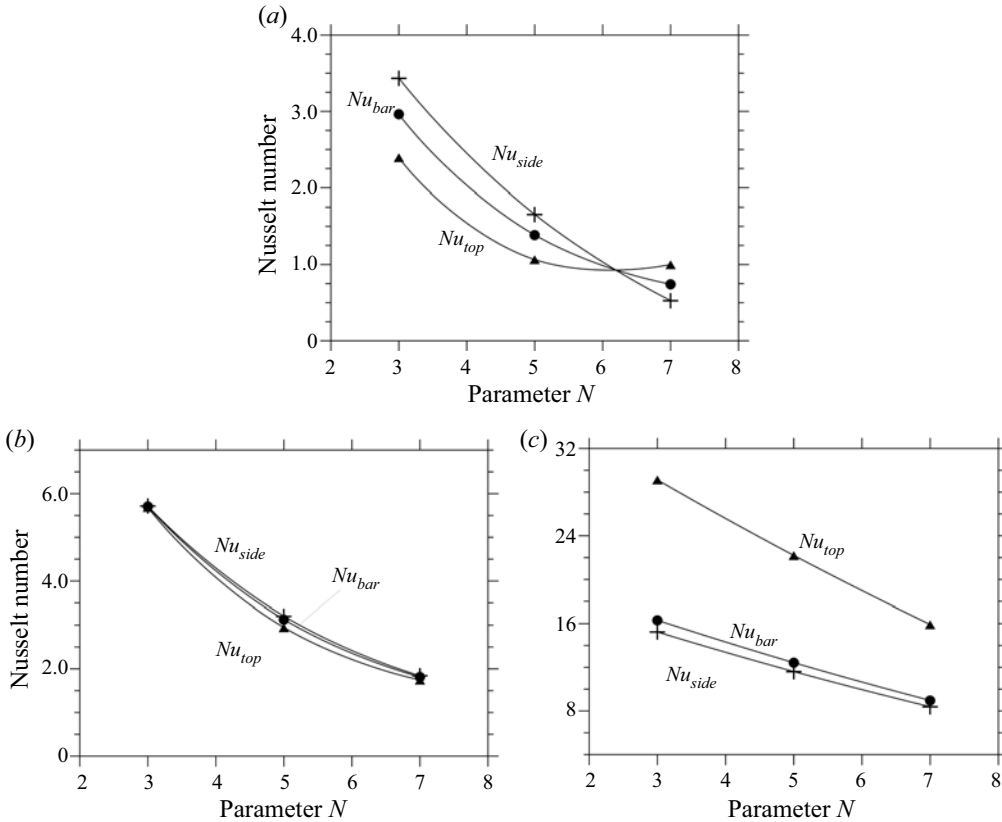 (a)
4.0
3.0
2.0
1.0
0
Nusselt number
Nu_bar
Nu_side
Nu_top
2 3 4 5 6 7 8
Parameter N
(b)
6.0
4.0
2.0
0
Nusselt number
Nu_side
Nu_bar
Nu_top
2 3 4 5 6 7 8
Parameter N
(c)
32
24
16
8
Nu_top
Nu_bar
Nu_side
2 3 4 5 6 7 8
Parameter N